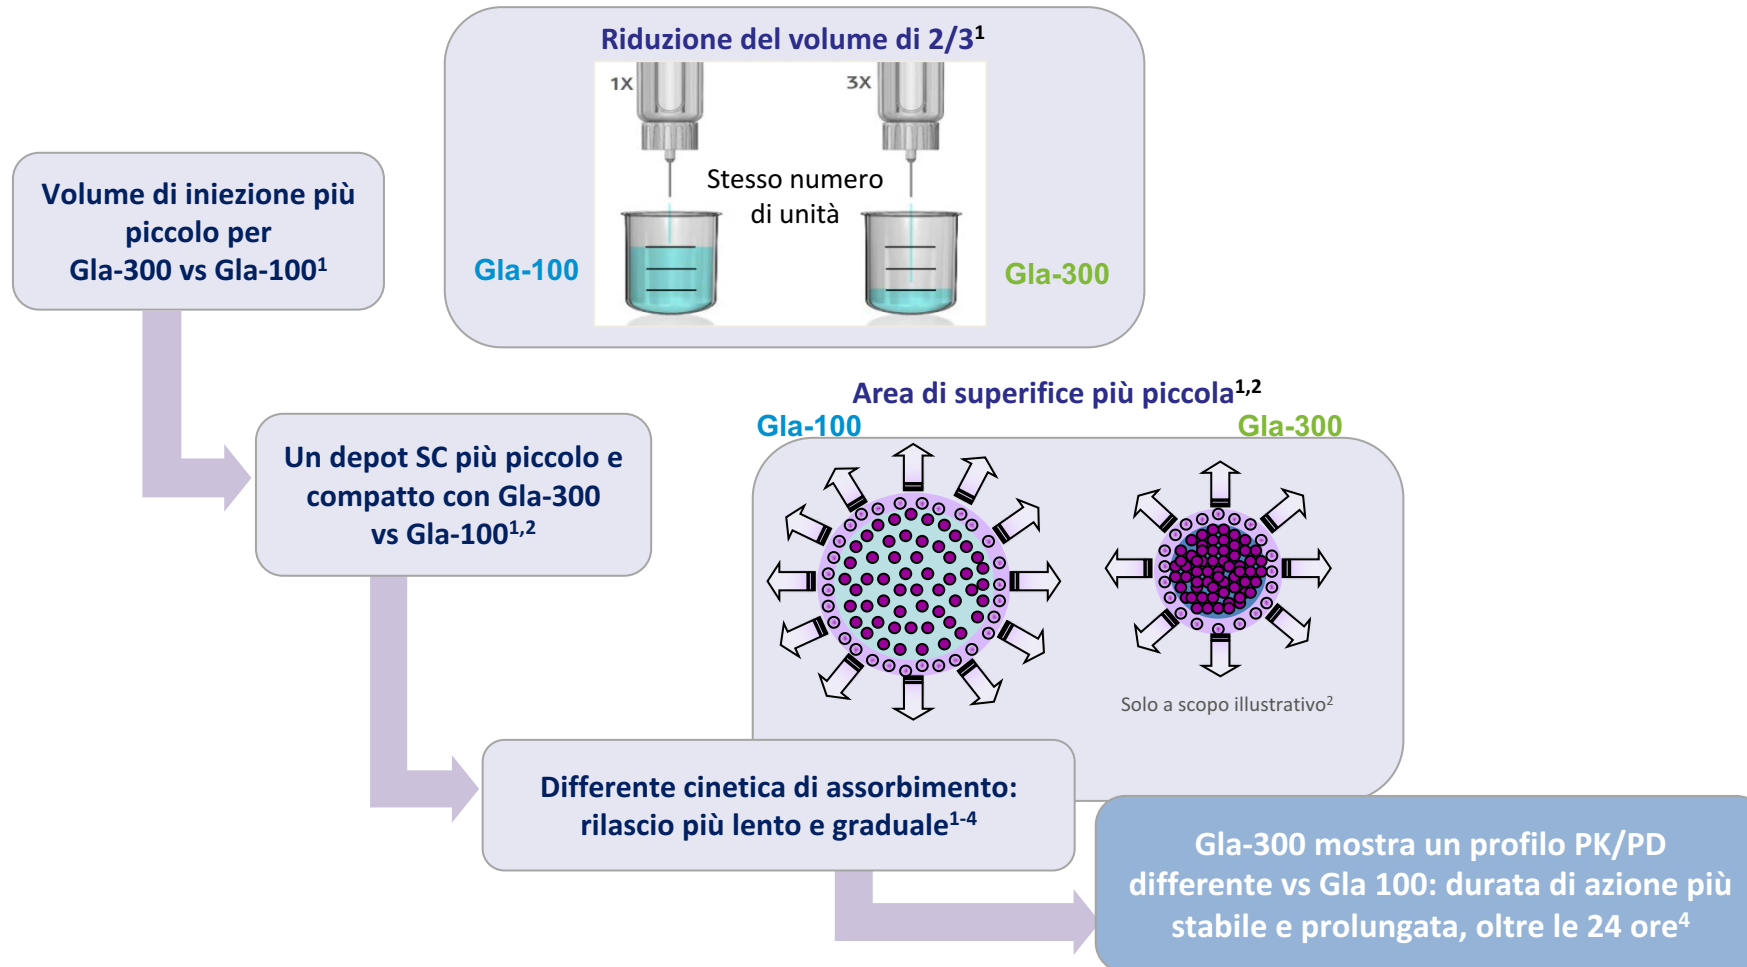 Riduzione del volume di 2/3¹
1X
3X
Stesso numero
di unità
Gla-100
Gla-300
Volume di iniezione più
piccolo per
Gla-300 vs Gla-100¹
Un depot SC più piccolo e
compatto con Gla-300
vs Gla-100¹,²
Area di superifice più piccola¹,²
Gla-100
Gla-300
Solo a scopo illustrativo²
Differente cinetica di assorbimento:
rilascio più lento e graduale¹-⁴
Gla-300 mostra un profilo PK/PD
differente vs Gla 100: durata di azione più
stabile e prolungata, oltre le 24 ore⁴